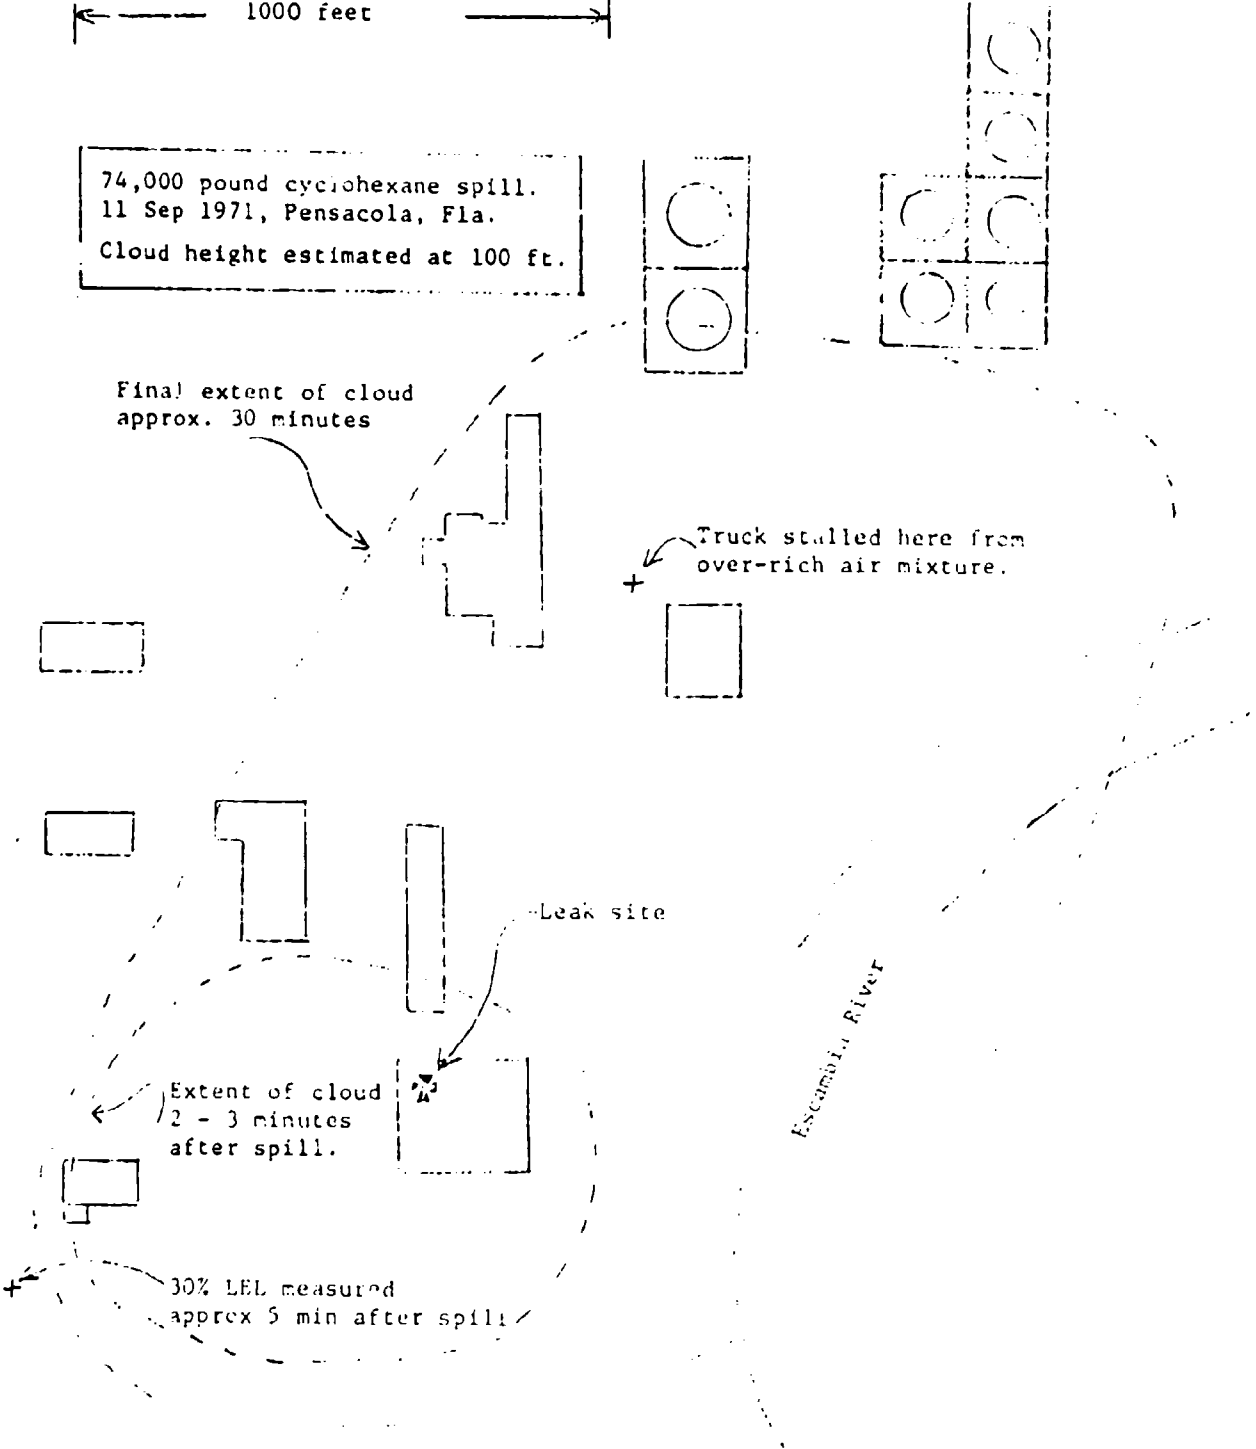 1000 feet
74,000 pound cyclohexane spill.
11 Sep 1971, Pensacola, Fla.
Cloud height estimated at 100 ft.
Final extent of cloud
approx. 30 minutes
Truck stalled here from
over-rich air mixture.
Leak site
Escambia River
Extent of cloud
2 - 3 minutes
after spill.
30% LEL measured
approx 5 min after spill